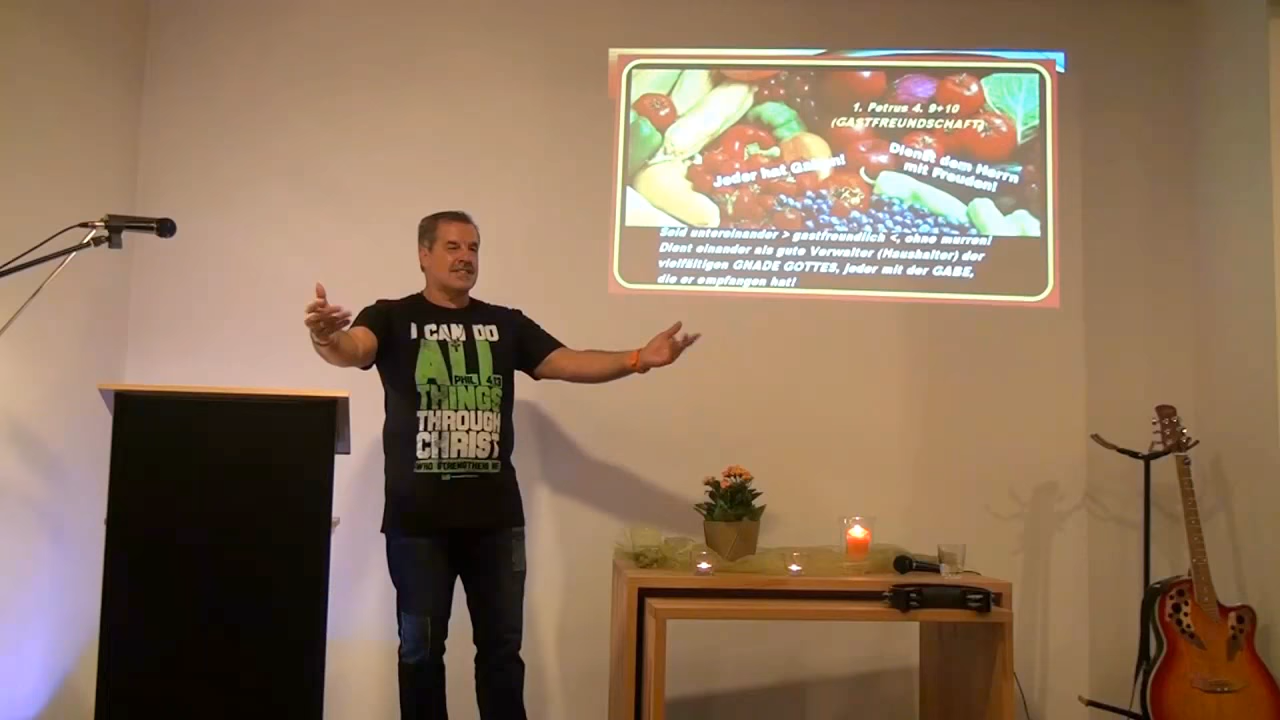 1. Petrus 4. 9+10
(GASTFREUNDSCHAFT)
Jeder hat Gaben!
Dienst dem Herrn
mit Freuden!
Seid untereinander > gastfreundlich <, ohne murren!
Dient einander als gute Verwalter (Haushalter) der
vielfältigen GNADE GOTTES, jeder mit der GABE,
die er empfangen hat!
I CAN DO
ALL
PHIL 4:13
THINGS
THROUGH
CHRIST
WHO STRENGTHENS ME